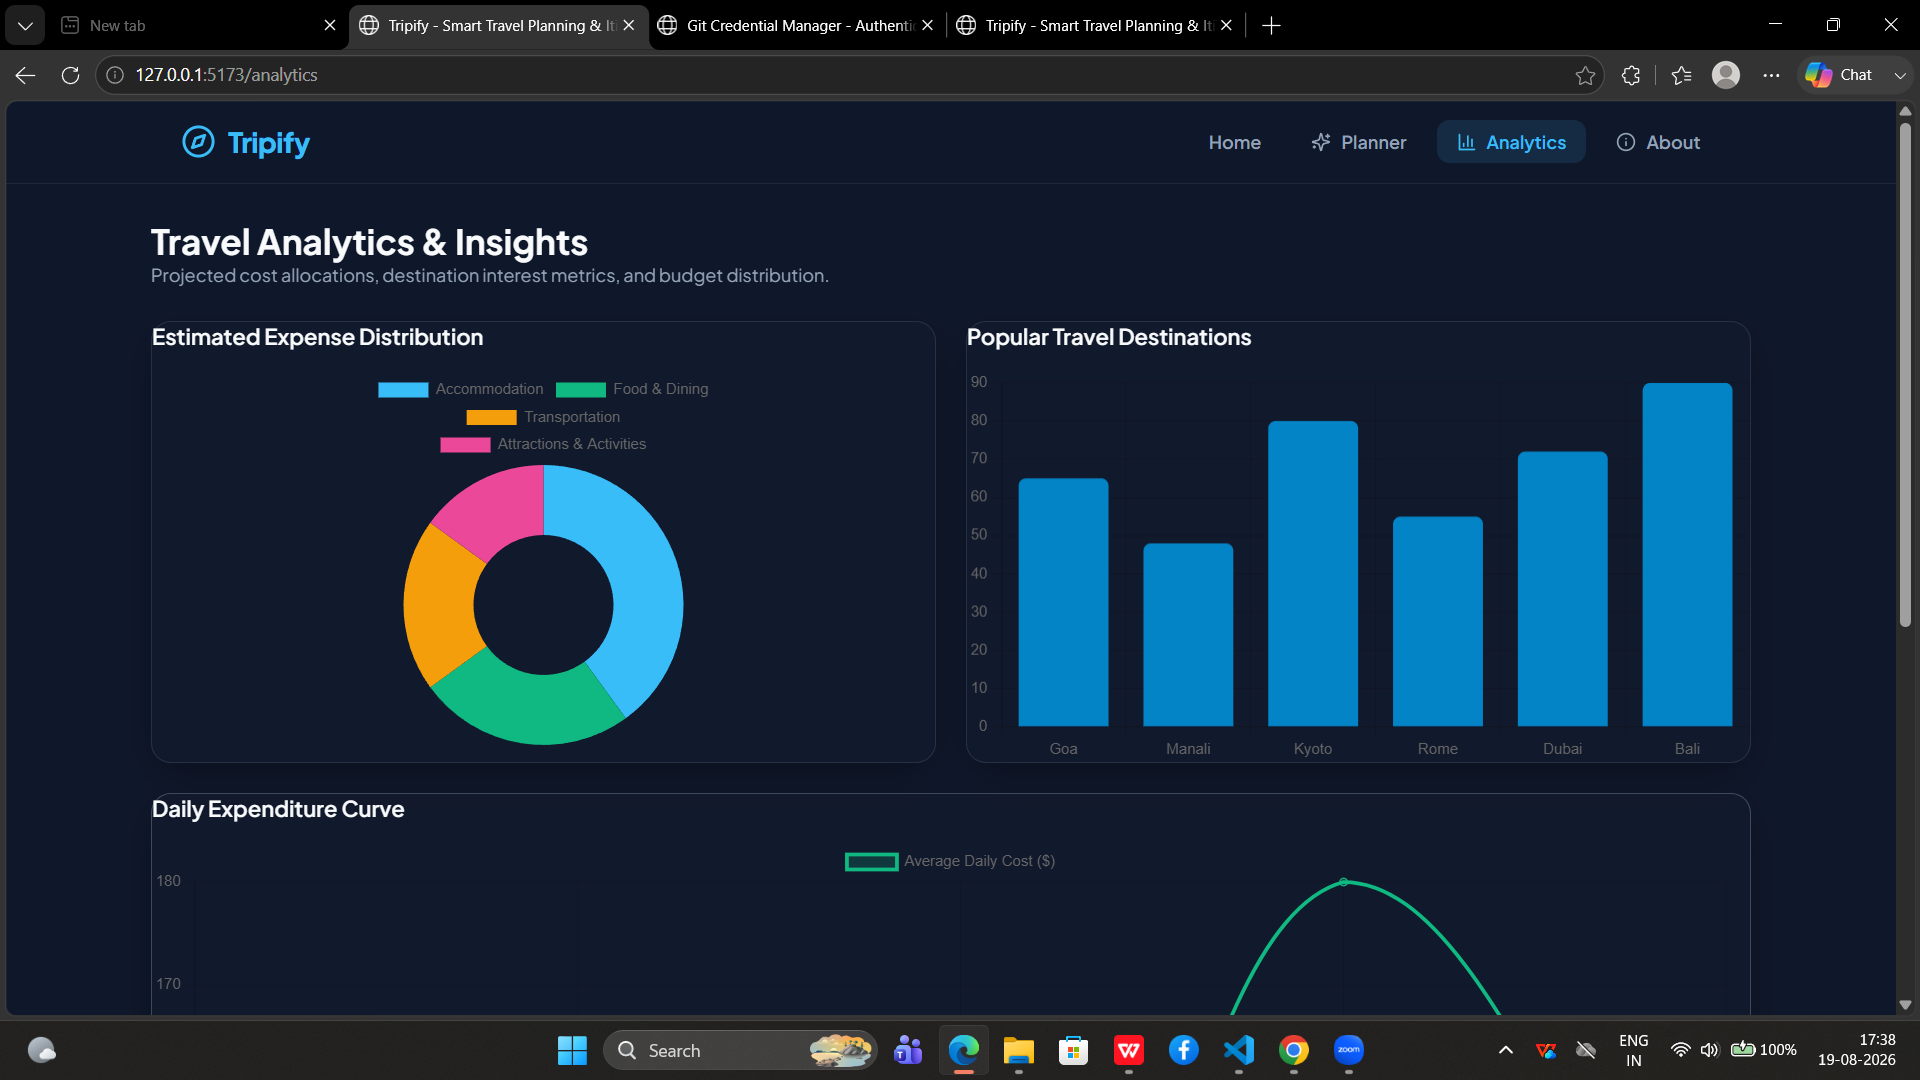 New tab
Tripify - Smart Travel Planning & It
Git Credential Manager - Authenti
Tripify - Smart Travel Planning & It
127.0.0.1:5173/analytics
Chat
Tripify
Home
Planner
Analytics
About
Travel Analytics & Insights
Projected cost allocations, destination interest metrics, and budget distribution.
Estimated Expense Distribution
Accommodation
Food & Dining
Transportation
Attractions & Activities
Popular Travel Destinations
90
80
70
60
50
40
30
20
10
0
Goa
Manali
Kyoto
Rome
Dubai
Bali
Daily Expenditure Curve
Average Daily Cost ($)
180
170
Search
zoom
ENG
IN
100%
17:38
19-08-2026